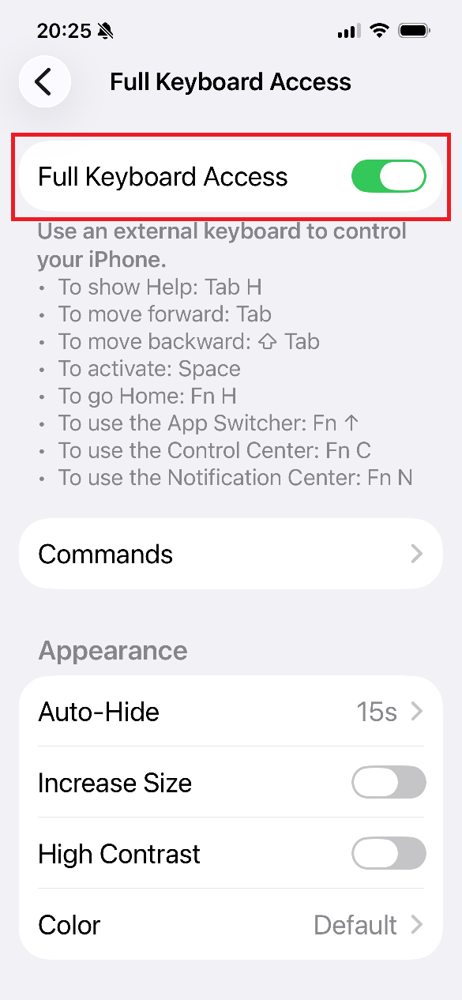 20:25
Full Keyboard Access
Full Keyboard Access
Use an external keyboard to control
your iPhone.
• To show Help: Tab H
• To move forward: Tab
• To move backward: ⇧ Tab
• To activate: Space
• To go Home: Fn H
• To use the App Switcher: Fn ↑
• To use the Control Center: Fn C
• To use the Notification Center: Fn N
Commands
Appearance
Auto-Hide 15s
Increase Size
High Contrast
Color Default